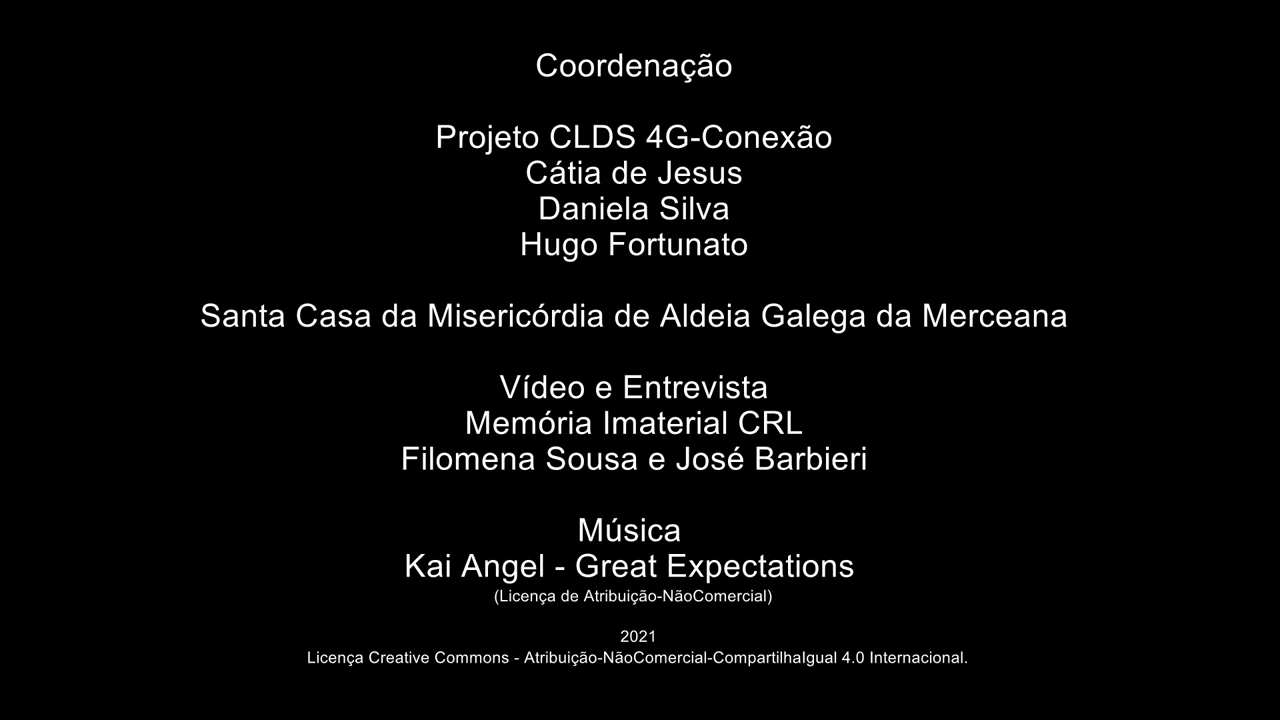 Coordenação
Projeto CLDS 4G-Conexão
Cátia de Jesus
Daniela Silva
Hugo Fortunato
Santa Casa da Misericórdia de Aldeia Galega da Merceana
Vídeo e Entrevista
Memória Imaterial CRL
Filomena Sousa e José Barbieri
Música
Kai Angel - Great Expectations
(Licença de Atribuição-NãoComercial)
2021
Licença Creative Commons - Atribuição-NãoComercial-CompartilhaIgual 4.0 Internacional.